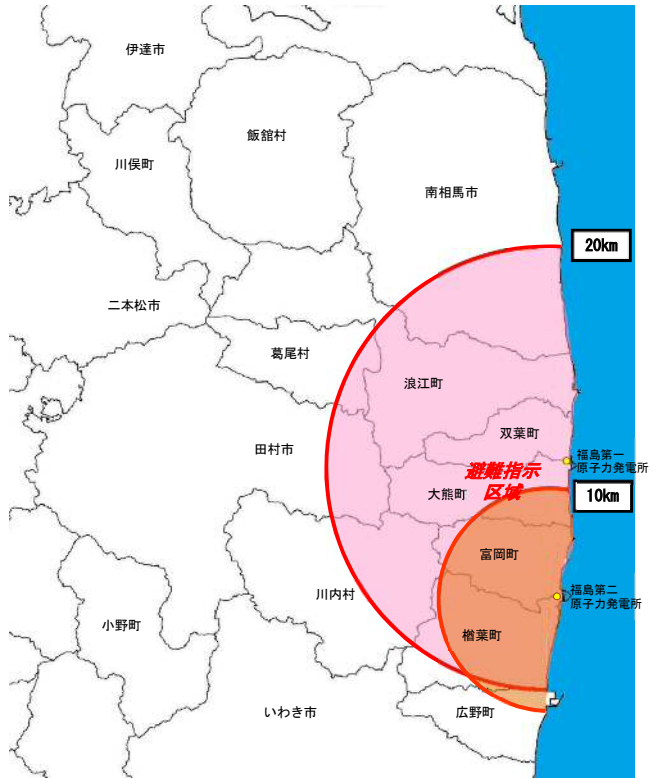 伊達市
飯舘村
川俣町
南相馬市
20km
二本松市
葛尾村
浪江町
双葉町
田村市
福島第一
原子力発電所
避難指示
区域
大熊町
10km
富岡町
川内村
福島第二
原子力発電所
小野町
楢葉町
いわき市
広野町